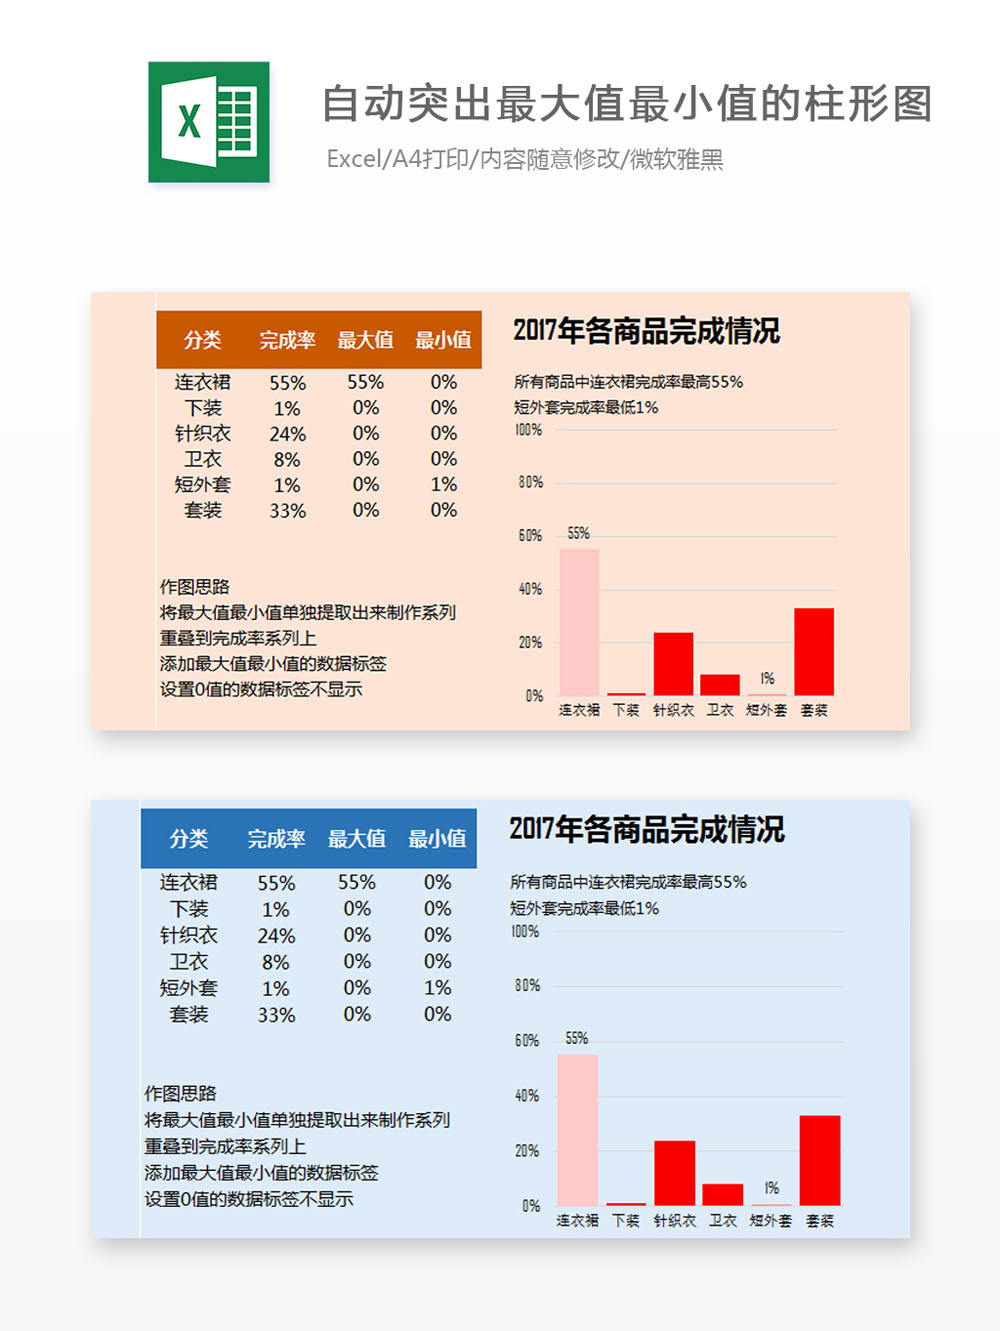 X
自动突出最大值最小值的柱形图
Excel/A4打印/内容随意修改/微软雅黑
分类 完成率 最大值 最小值
连衣裙 55% 55% 0%
下装 1% 0% 0%
针织衣 24% 0% 0%
卫衣 8% 0% 0%
短外套 1% 0% 1%
套装 33% 0% 0%
作图思路
将最大值最小值单独提取出来制作系列
重叠到完成率系列上
添加最大值最小值的数据标签
设置0值的数据标签不显示
2017年各商品完成情况
所有商品中连衣裙完成率最高55%
短外套完成率最低1%
100%
80%
60%
40%
20%
0%
55%
1%
连衣裙 下装 针织衣 卫衣 短外套 套装
分类 完成率 最大值 最小值
连衣裙 55% 55% 0%
下装 1% 0% 0%
针织衣 24% 0% 0%
卫衣 8% 0% 0%
短外套 1% 0% 1%
套装 33% 0% 0%
作图思路
将最大值最小值单独提取出来制作系列
重叠到完成率系列上
添加最大值最小值的数据标签
设置0值的数据标签不显示
2017年各商品完成情况
所有商品中连衣裙完成率最高55%
短外套完成率最低1%
100%
80%
60%
40%
20%
0%
55%
1%
连衣裙 下装 针织衣 卫衣 短外套 套装